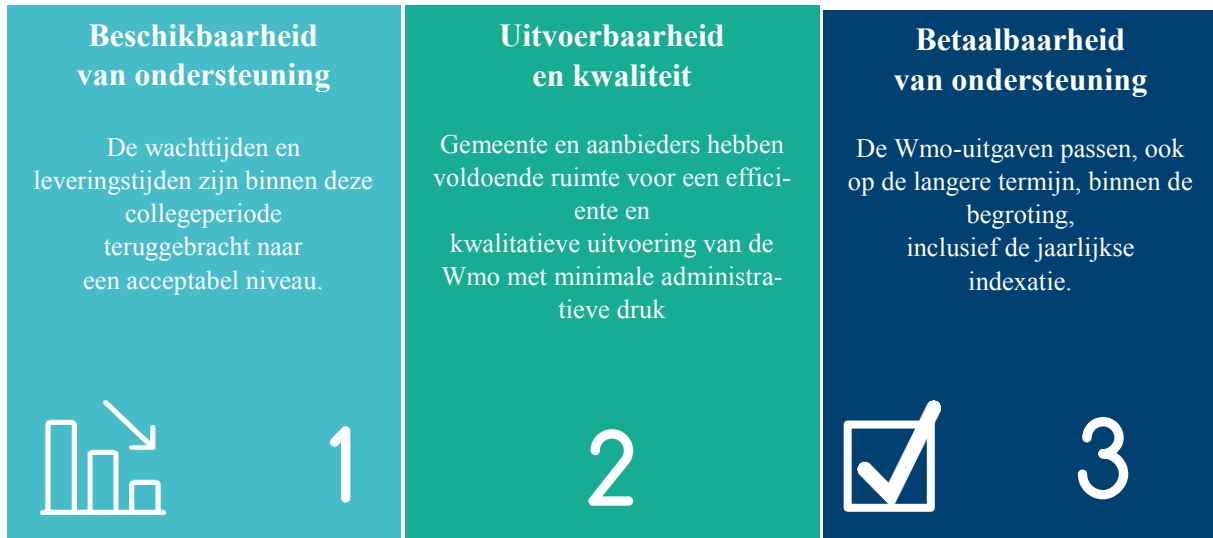 Beschikbaarheid
van ondersteuning
De wachttijden en
leveringstijden zijn binnen deze
collegeperiode
teruggebracht naar
een acceptabel niveau.
1
Uitvoerbaarheid
en kwaliteit
Gemeente en aanbieders hebben
voldoende ruimte voor een effici-
ente en
kwalitatieve uitvoering van de
Wmo met minimale administra-
tieve druk
2
Betaalbaarheid
van ondersteuning
De Wmo-uitgaven passen, ook
op de langere termijn, binnen de
begroting,
inclusief de jaarlijkse
indexatie.
3